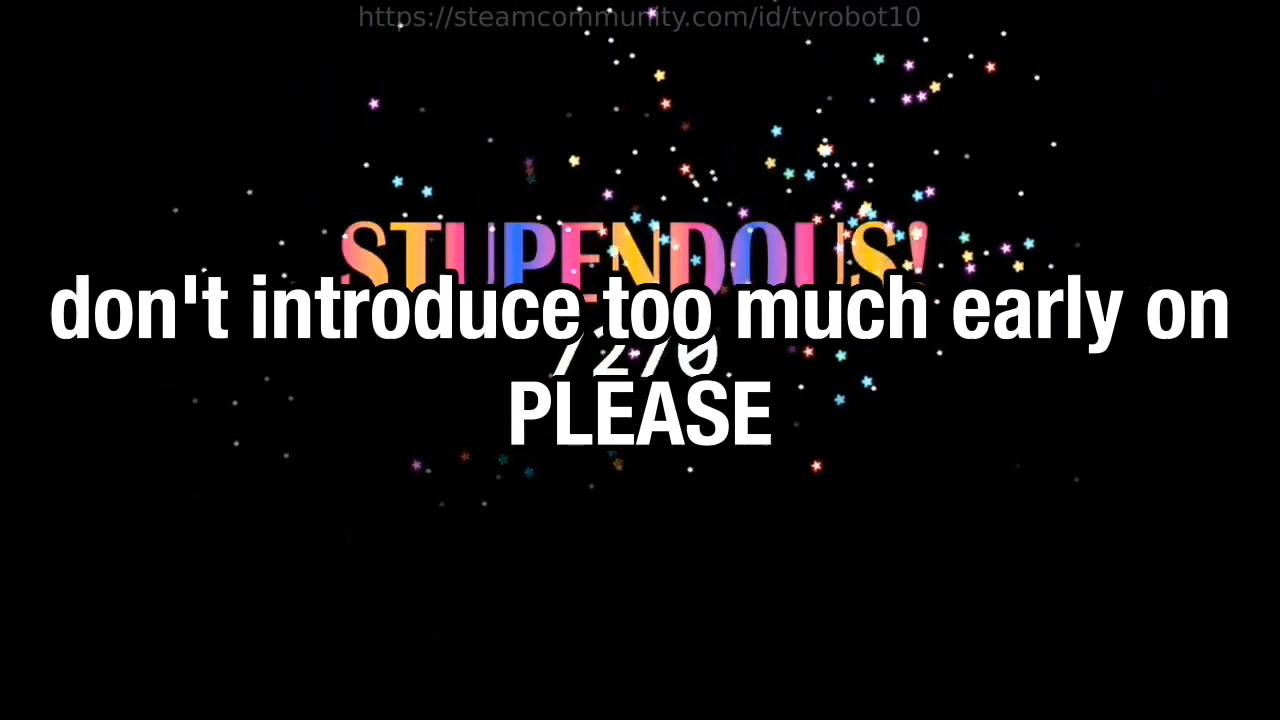 https://steamcommunity.com/id/tvrobot10
STUPENDOUS!
don't introduce too much early on
PLEASE